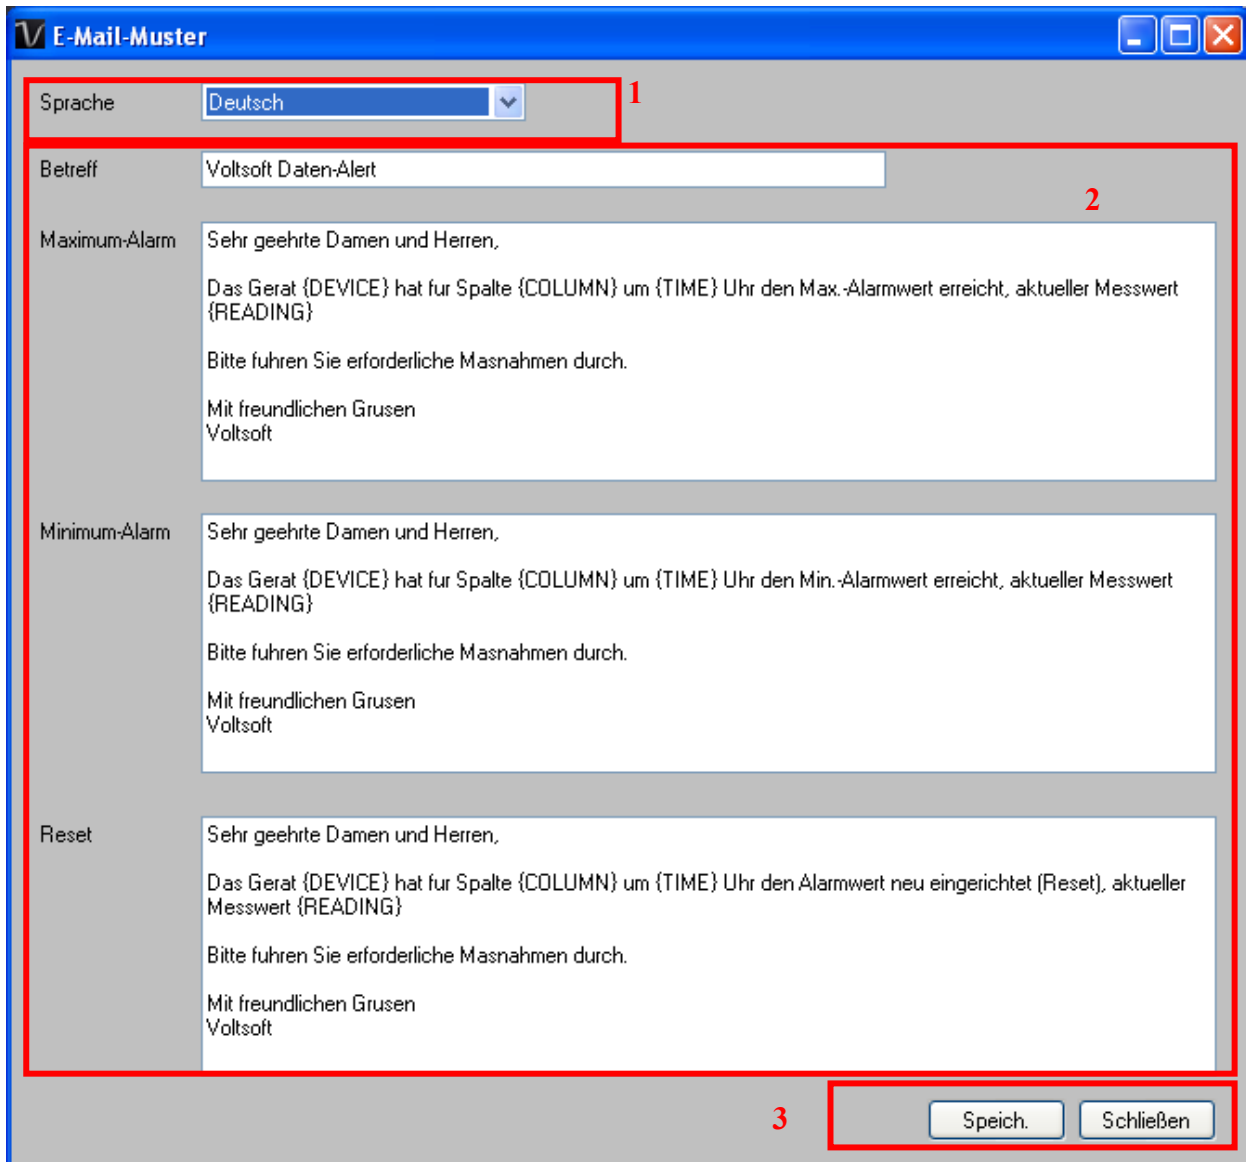 E-Mail-Muster
Sprache
Deutsch
1
Betreff
Voltsoft Daten-Alert
2
Maximum-Alarm
Sehr geehrte Damen und Herren,
Das Gerat {DEVICE} hat fur Spalte {COLUMN} um {TIME} Uhr den Max.-Alarmwert erreicht, aktueller Messwert
{READING}
Bitte fuhren Sie erforderliche Masnahmen durch.
Mit freundlichen Grusen
Voltsoft
Minimum-Alarm
Sehr geehrte Damen und Herren,
Das Gerat {DEVICE} hat fur Spalte {COLUMN} um {TIME} Uhr den Min.-Alarmwert erreicht, aktueller Messwert
{READING}
Bitte fuhren Sie erforderliche Masnahmen durch.
Mit freundlichen Grusen
Voltsoft
Reset
Sehr geehrte Damen und Herren,
Das Gerat {DEVICE} hat fur Spalte {COLUMN} um {TIME} Uhr den Alarmwert neu eingerichtet (Reset), aktueller
Messwert {READING}
Bitte fuhren Sie erforderliche Masnahmen durch.
Mit freundlichen Grusen
Voltsoft
3
Speich.
Schließen